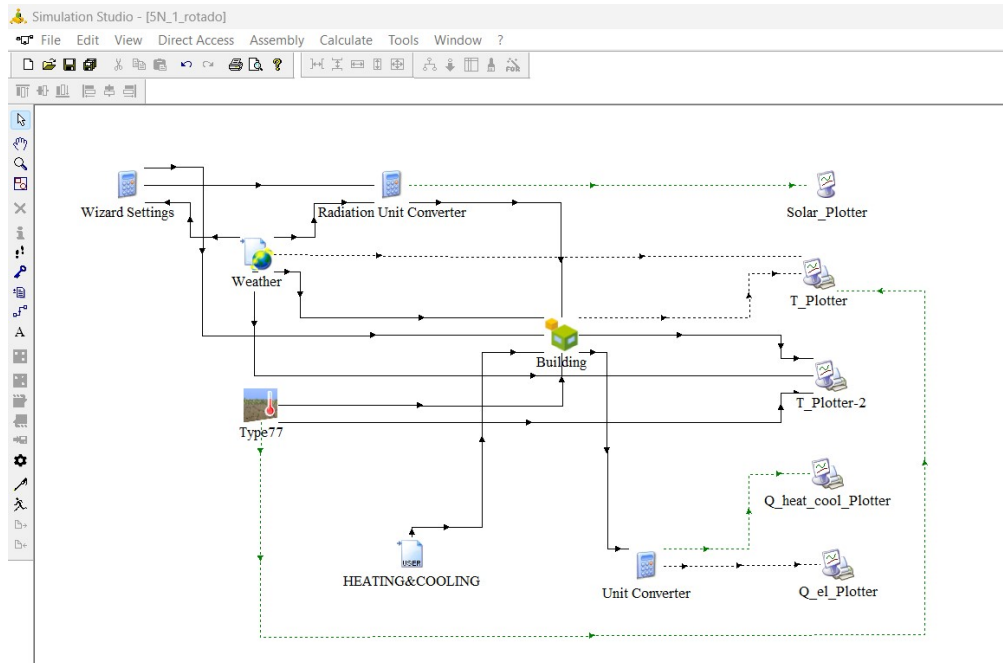 Simulation Studio - [5N_1_rotado]
File Edit View Direct Access Assembly Calculate Tools Window ?
FOR
A
Wizard Settings
Radiation Unit Converter
Solar_Plotter
Weather
T_Plotter
Building
T_Plotter-2
Type77
Q_heat_cool_Plotter
USER
HEATING&COOLING
Unit Converter
Q_el_Plotter